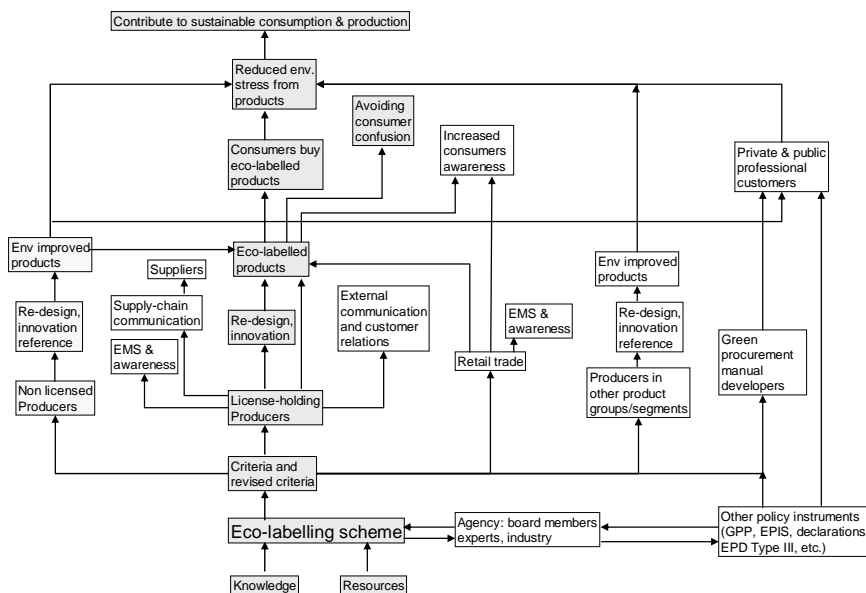 Contribute to sustainable consumption & production
Reduced env.
stress from
products
Avoiding
consumer
confusion
Increased
consumers
awareness
Consumers buy
eco-labelled
products
Private & public
professional
customers
Env improved
products
Eco-labelled
products
Suppliers
Env improved
products
Supply-chain
communication
External
communication
and customer
relations
Re-design,
innovation
reference
Re-design,
innovation
EMS &
awareness
Re-design,
innovation
reference
EMS &
awareness
Retail trade
Green
procurement
manual
developers
Non licensed
Producers
License-holding
Producers
Producers in
other product
groups/segments
Criteria and
revised criteria
Eco-labelling scheme
Agency: board members
experts, industry
Other policy instruments
(GPP, EPIS, declarations
EPD Type III, etc.)
Knowledge
Resources